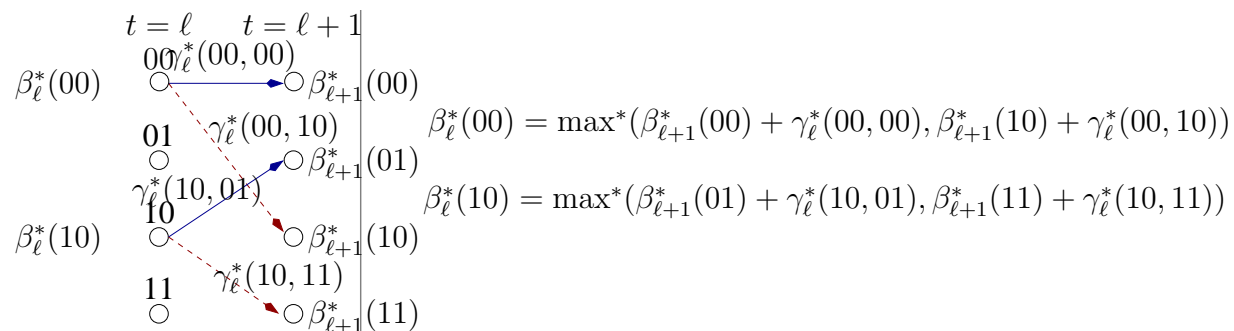 t = ℓ t = ℓ + 1
00 γ*ℓ(00, 00)
β*ℓ(00) β*ℓ+1(00)
γ*ℓ(00, 10) β*ℓ(00) = max*(β*ℓ+1(00) + γ*ℓ(00, 00), β*ℓ+1(10) + γ*ℓ(00, 10))
01 β*ℓ+1(01)
γ*ℓ(10, 01) β*ℓ(10) = max*(β*ℓ+1(01) + γ*ℓ(10, 01), β*ℓ+1(11) + γ*ℓ(10, 11))
10
β*ℓ(10) β*ℓ+1(10)
γ*ℓ(10, 11)
11 β*ℓ+1(11)